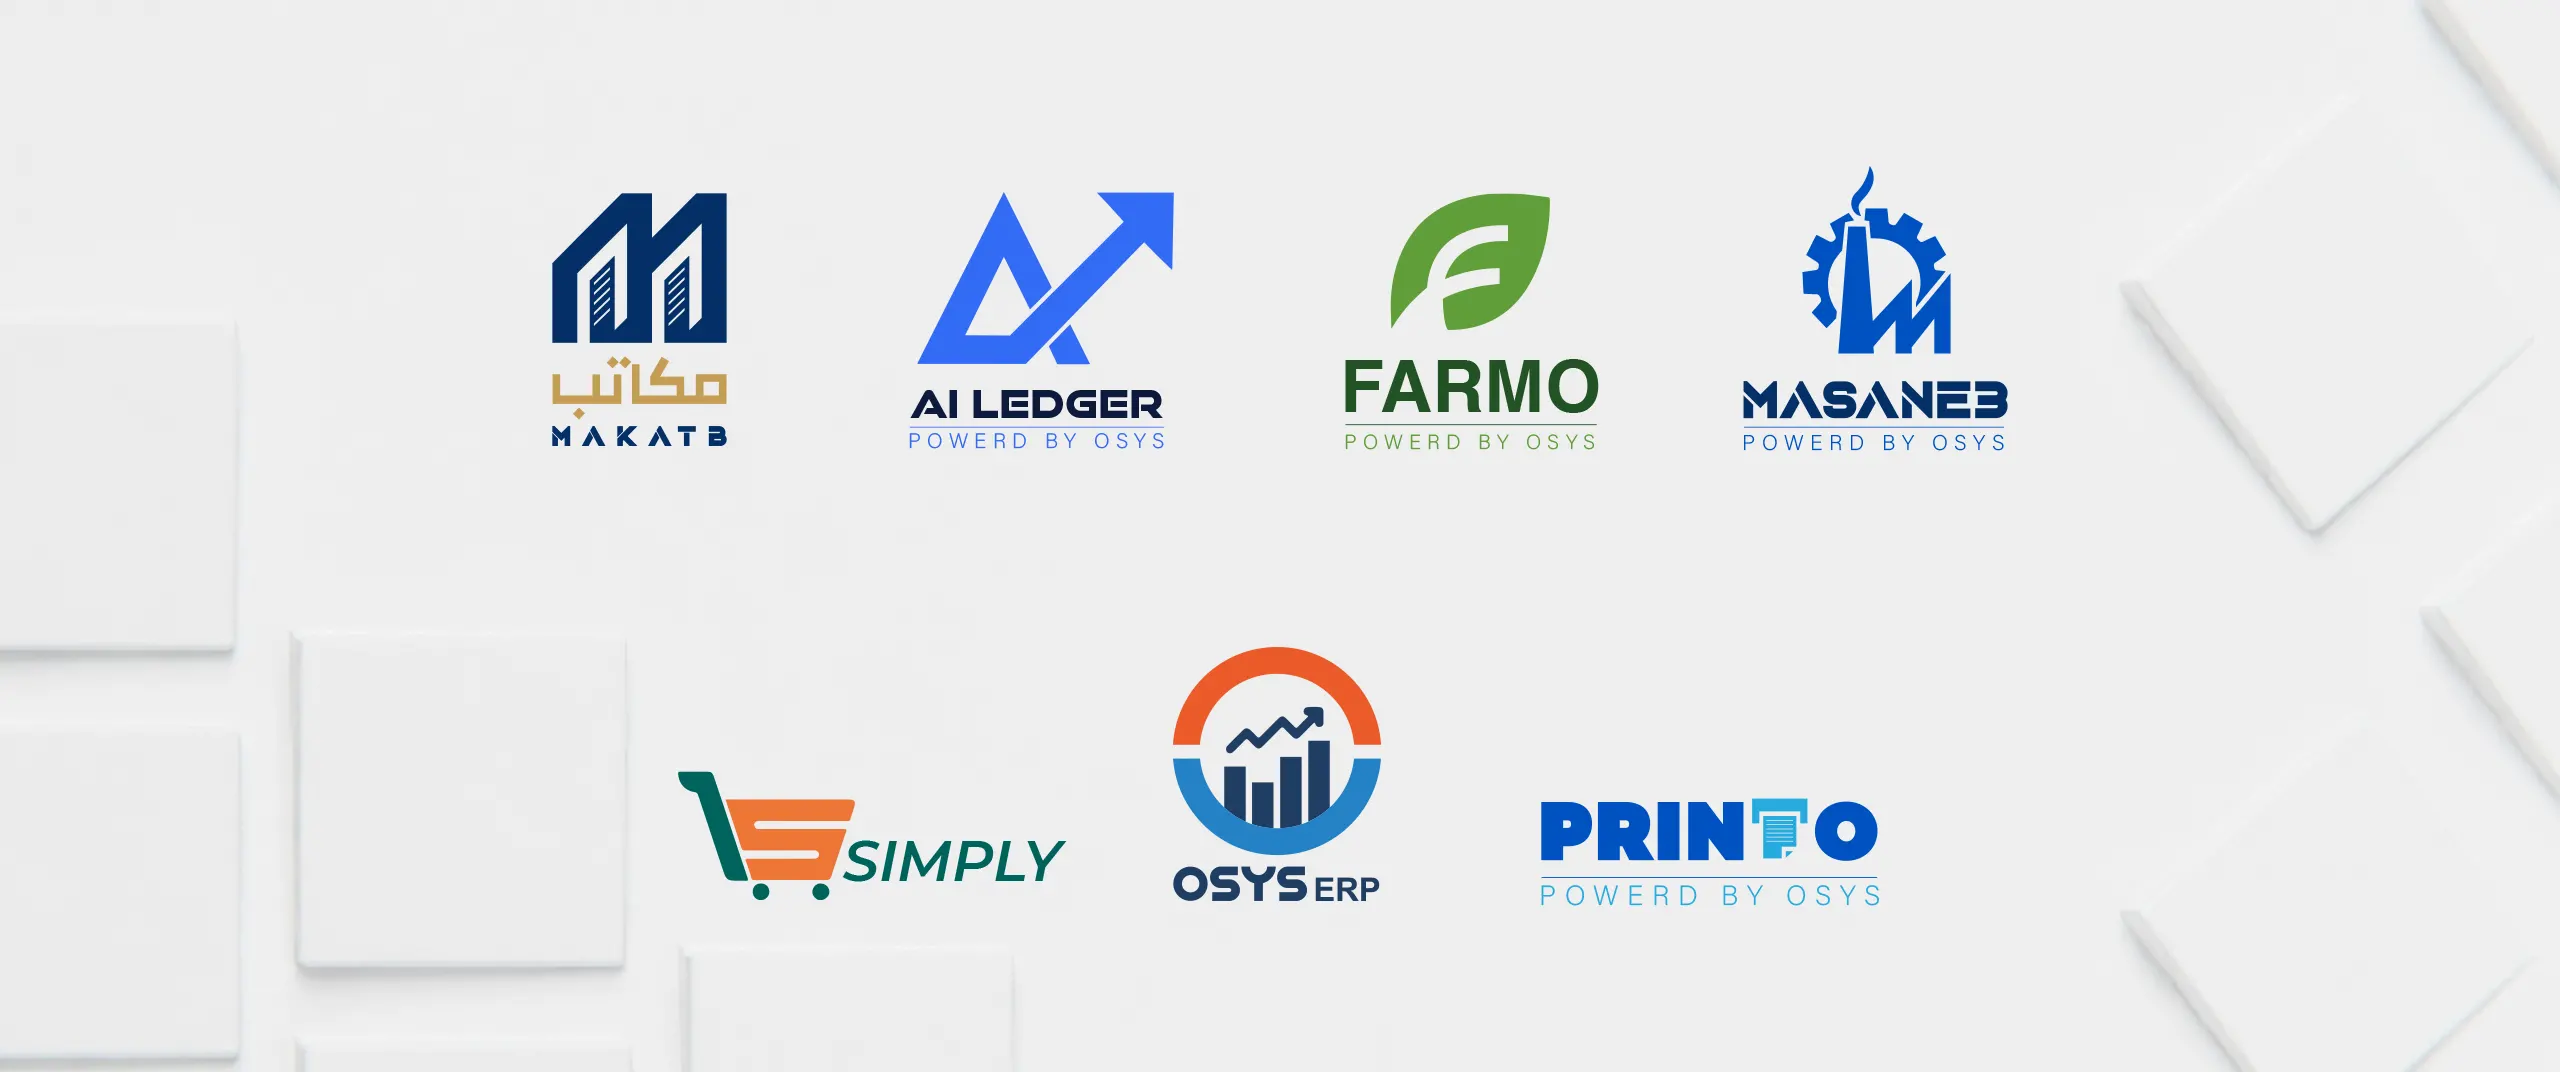 مكاتب
MAKATB
AI LEDGER
POWERD BY OSYS
FARMO
POWERD BY OSYS
MASANE3
POWERD BY OSYS
SIMPLY
OSYS ERP
PRINTO
POWERD BY OSYS